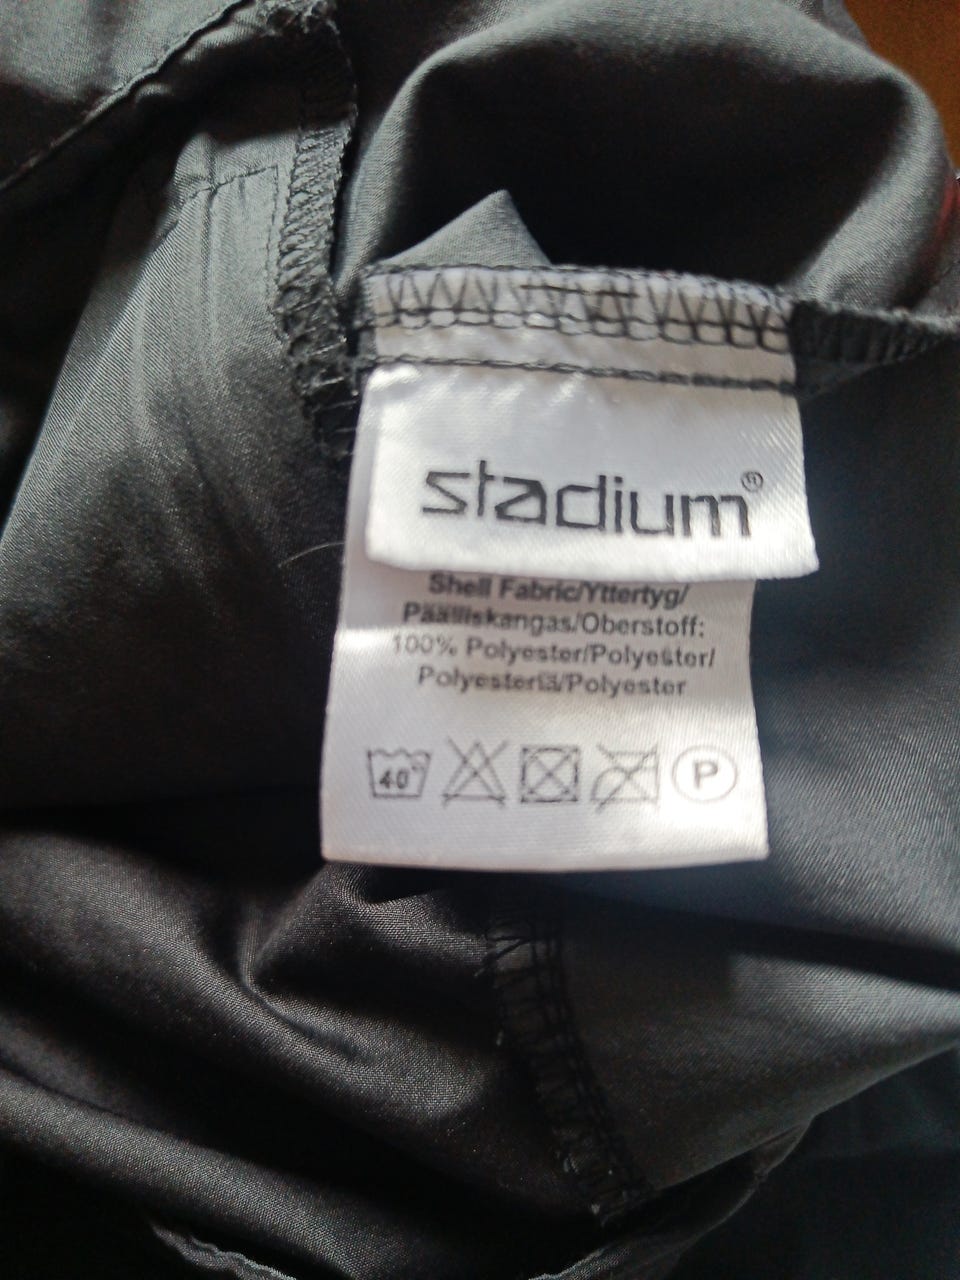 stadium®
Shell Fabric/Yttertyg/
Päälliskangas/Oberstoff:
100% Polyester/Polyester/
Polyesteriä/Polyester
40° P